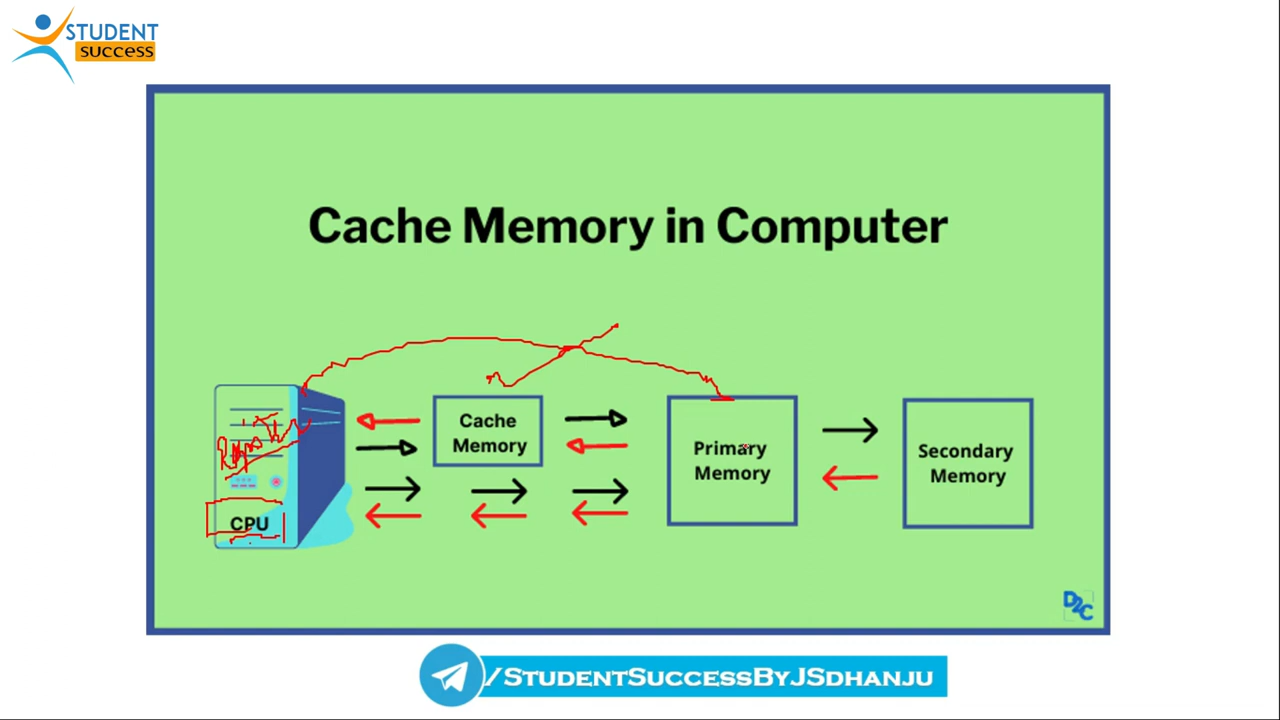 STUDENT
SUCCESS
Cache Memory in Computer
Cache
Memory
Primary
Memory
Secondary
Memory
CPU
D2C
/STUDENTSUCCESSBYJSDHANJU